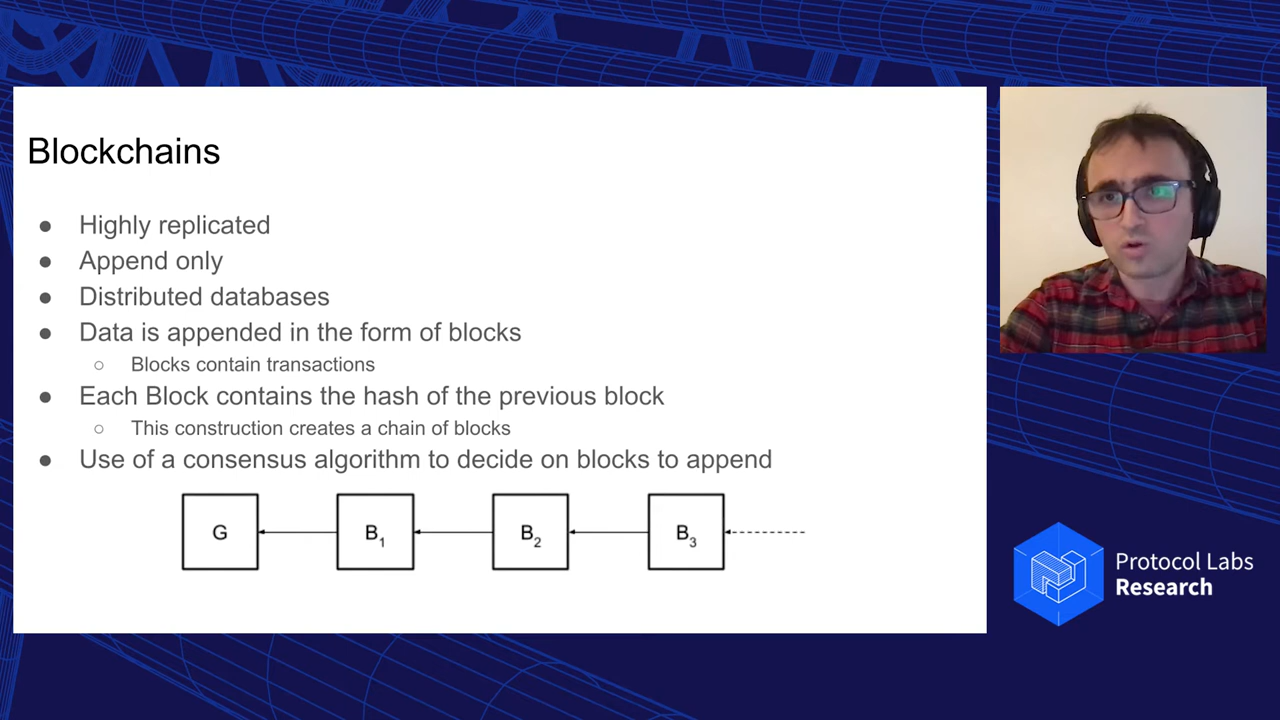 Blockchains
● Highly replicated
● Append only
● Distributed databases
● Data is appended in the form of blocks
○ Blocks contain transactions
● Each Block contains the hash of the previous block
○ This construction creates a chain of blocks
● Use of a consensus algorithm to decide on blocks to append
G B₁ B₂ B₃
Protocol Labs
Research